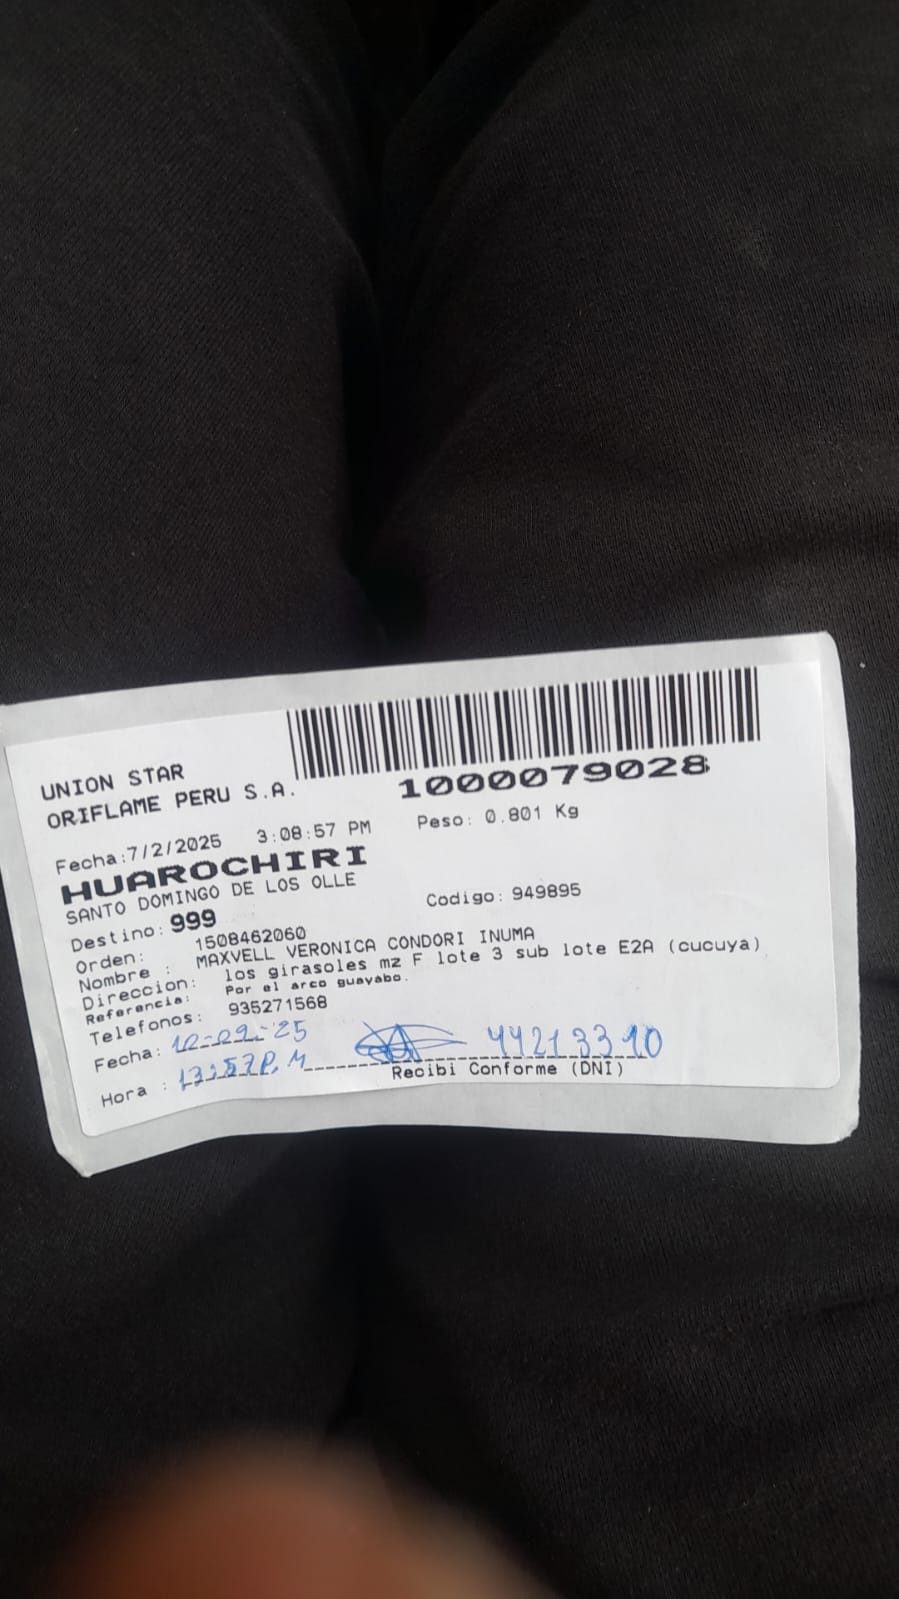 UNION STAR
ORIFLAME PERU S.A.
1000079028
Fecha:7/2/2025 3:08:57 PM Peso: 0.801 Kg
HUAROCHIRI
SANTO DOMINGO DE LOS OLLE
Destino: 999 Codigo: 949895
Orden: 1508462060
Nombre : MAXVELL VERONICA CONDORI INUMA
Direccion: los girasoles mz F lote 3 sub lote E2A (cucuya)
Referencia: Por el arco guayabo.
Telefonos: 935271568
Fecha: 25 44213310
Hora : P.M
Recibi Conforme (DNI)